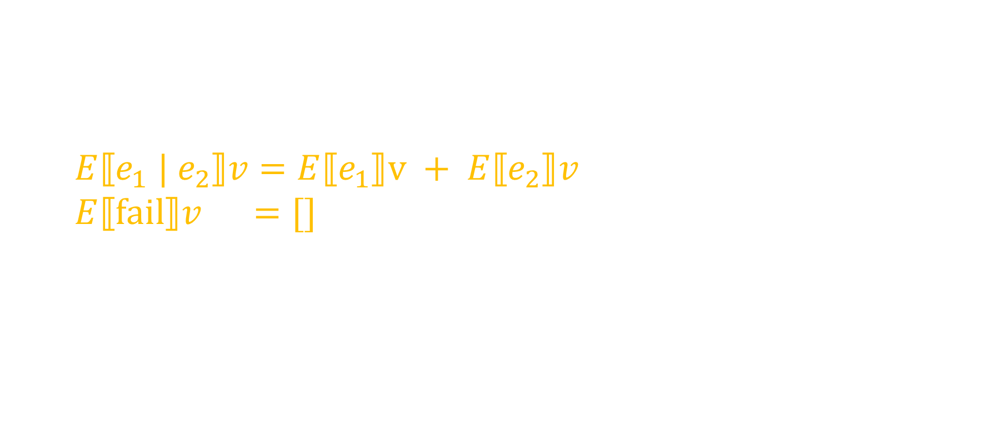 𝐸⟦𝑒₁ | 𝑒₂⟧𝑣 = 𝐸⟦𝑒₁⟧v + 𝐸⟦𝑒₂⟧𝑣
𝐸⟦fail⟧𝑣 = []